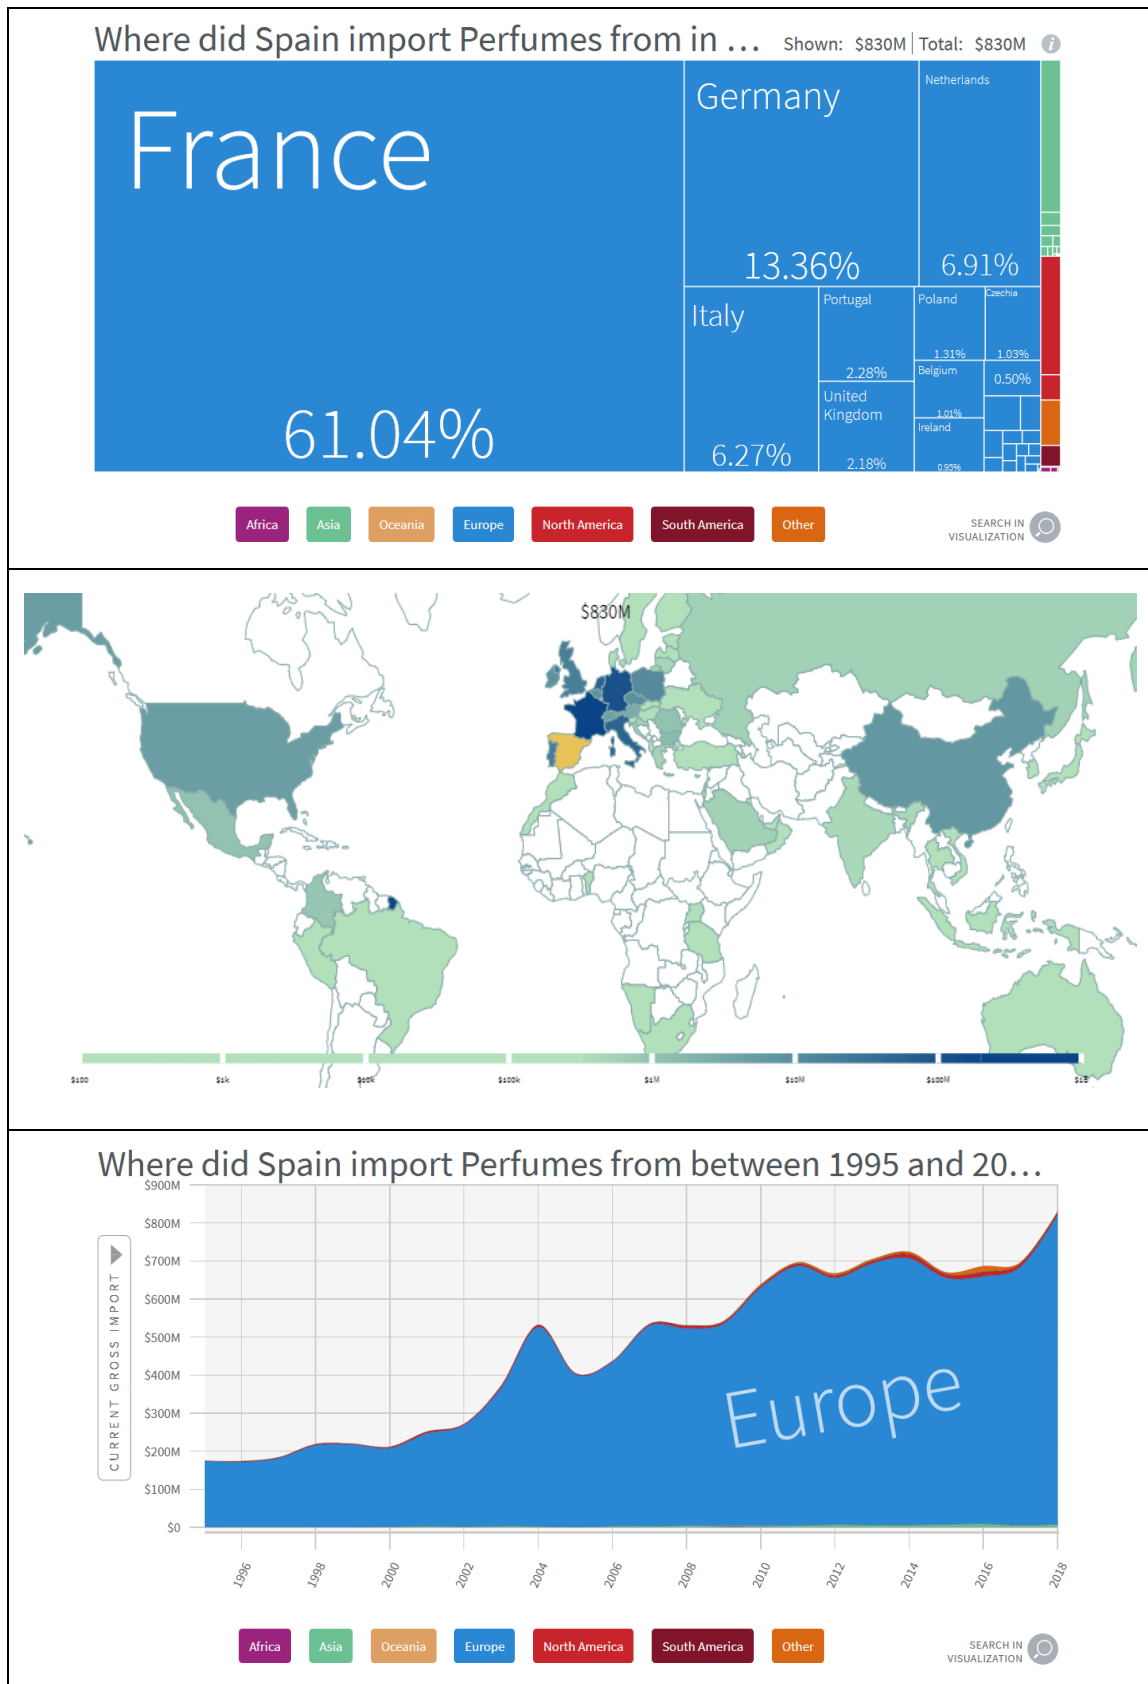 Where did Spain import Perfumes from in ...
Shown: $830M | Total: $830M
i
France
61.04%
Germany
13.36%
Netherlands
6.91%
Italy
6.27%
Portugal
2.28%
United
Kingdom
2.18%
Poland
1.31%
Czechia
1.03%
Belgium
1.01%
0.50%
Ireland
0.95%
Africa
Asia
Oceania
Europe
North America
South America
Other
SEARCH IN
VISUALIZATION
$830M
$100
$1k
$10k
$100k
$1M
$10M
$100M
$1B
Where did Spain import Perfumes from between 1995 and 20...
CURRENT GROSS IMPORT
$900M
$800M
$700M
$600M
$500M
$400M
$300M
$200M
$100M
$0
Europe
1996
1998
2000
2002
2004
2006
2008
2010
2012
2014
2016
2018
Africa
Asia
Oceania
Europe
North America
South America
Other
SEARCH IN
VISUALIZATION